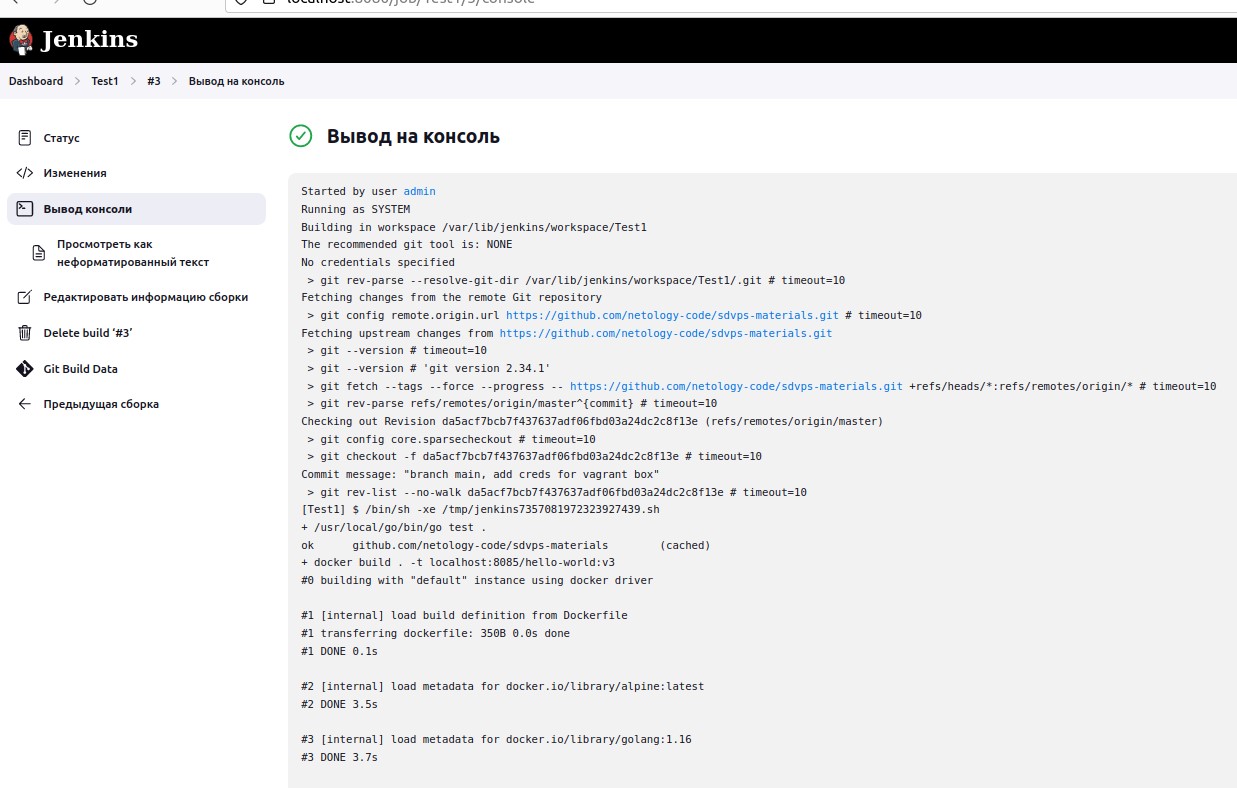 localhost:8080/job/Test1/3/console
Jenkins
Dashboard > Test1 > #3 > Вывод на консоль
Статус
Изменения
Вывод консоли
Просмотреть как
неформатированный текст
Редактировать информацию сборки
Delete build ‘#3’
Git Build Data
Предыдущая сборка
Вывод на консоль
Started by user admin
Running as SYSTEM
Building in workspace /var/lib/jenkins/workspace/Test1
The recommended git tool is: NONE
No credentials specified
 > git rev-parse --resolve-git-dir /var/lib/jenkins/workspace/Test1/.git # timeout=10
Fetching changes from the remote Git repository
 > git config remote.origin.url https://github.com/netology-code/sdvps-materials.git # timeout=10
Fetching upstream changes from https://github.com/netology-code/sdvps-materials.git
 > git --version # timeout=10
 > git --version # 'git version 2.34.1'
 > git fetch --tags --force --progress -- https://github.com/netology-code/sdvps-materials.git +refs/heads/*:refs/remotes/origin/* # timeout=10
 > git rev-parse refs/remotes/origin/master^{commit} # timeout=10
Checking out Revision da5acf7bcb7f437637adf06fbd03a24dc2c8f13e (refs/remotes/origin/master)
 > git config core.sparsecheckout # timeout=10
 > git checkout -f da5acf7bcb7f437637adf06fbd03a24dc2c8f13e # timeout=10
Commit message: "branch main, add creds for vagrant box"
 > git rev-list --no-walk da5acf7bcb7f437637adf06fbd03a24dc2c8f13e # timeout=10
[Test1] $ /bin/sh -xe /tmp/jenkins7357081972323927439.sh
+ /usr/local/go/bin/go test .
ok      github.com/netology-code/sdvps-materials        (cached)
+ docker build . -t localhost:8085/hello-world:v3
#0 building with "default" instance using docker driver
#1 [internal] load build definition from Dockerfile
#1 transferring dockerfile: 350B 0.0s done
#1 DONE 0.1s
#2 [internal] load metadata for docker.io/library/alpine:latest
#2 DONE 3.5s
#3 [internal] load metadata for docker.io/library/golang:1.16
#3 DONE 3.7s